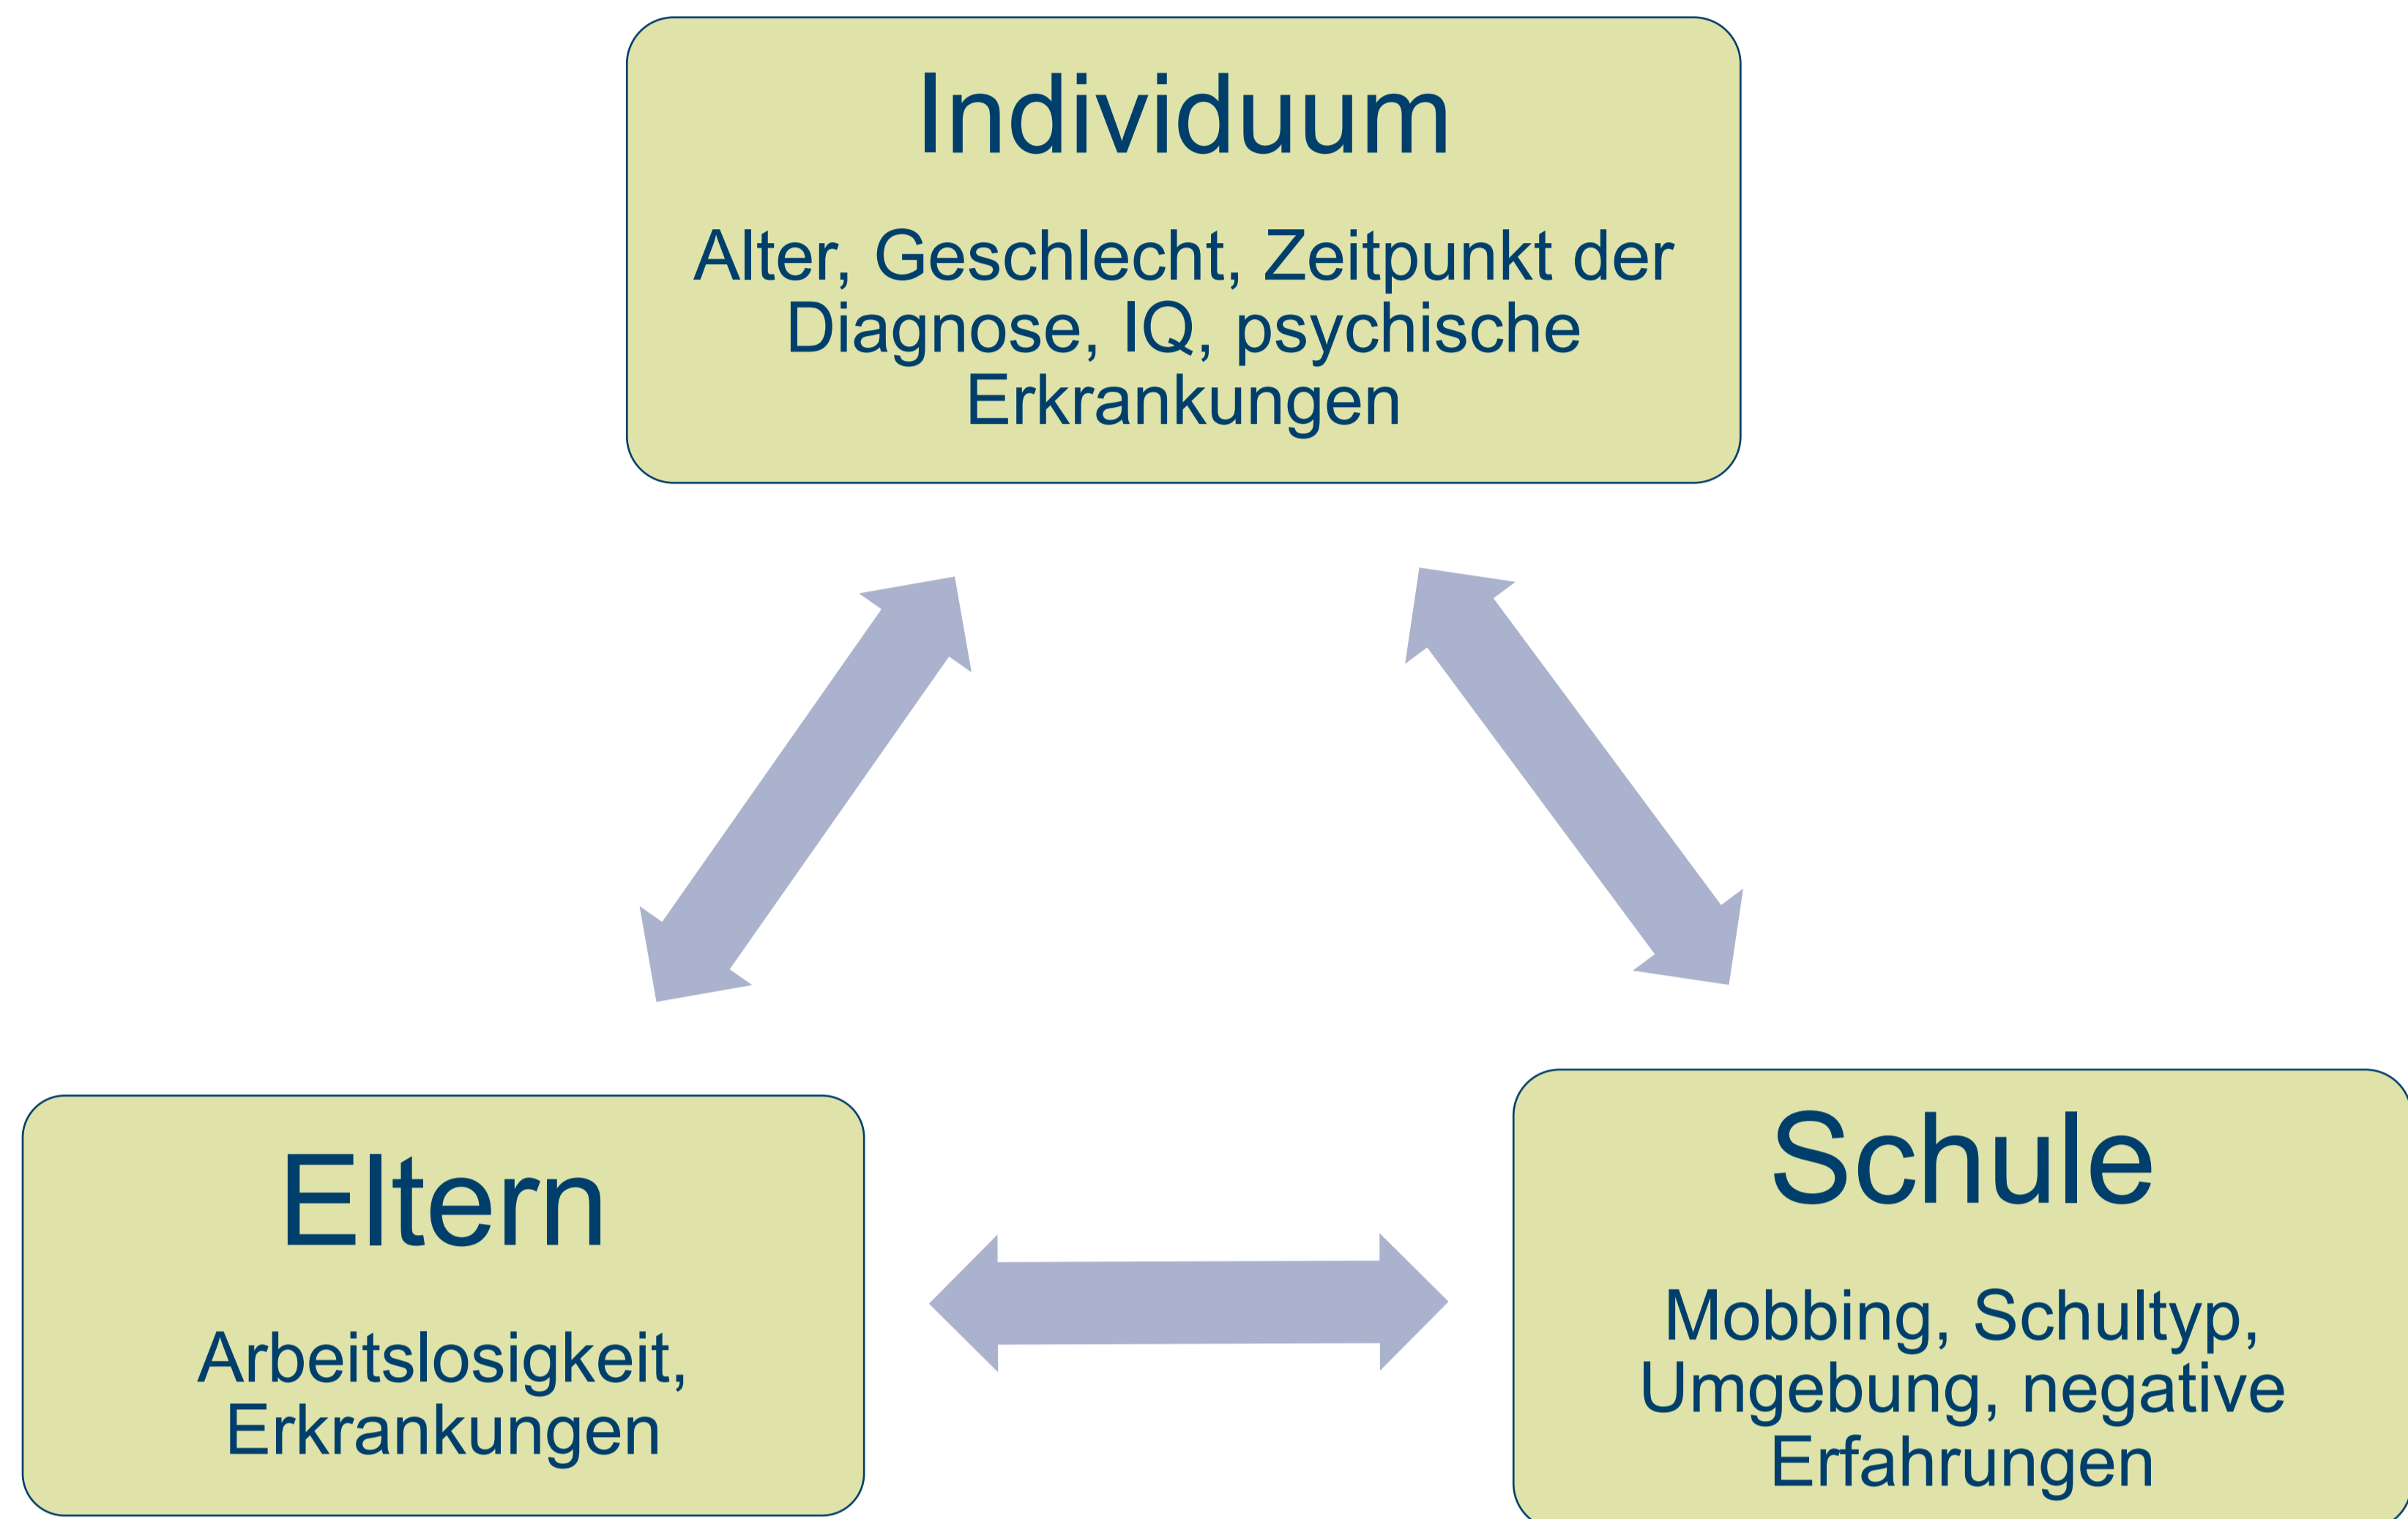 Individuum
Alter, Geschlecht, Zeitpunkt der
Diagnose, IQ, psychische
Erkrankungen
Eltern
Arbeitslosigkeit,
Erkrankungen
Schule
Mobbing, Schultyp,
Umgebung, negative
Erfahrungen